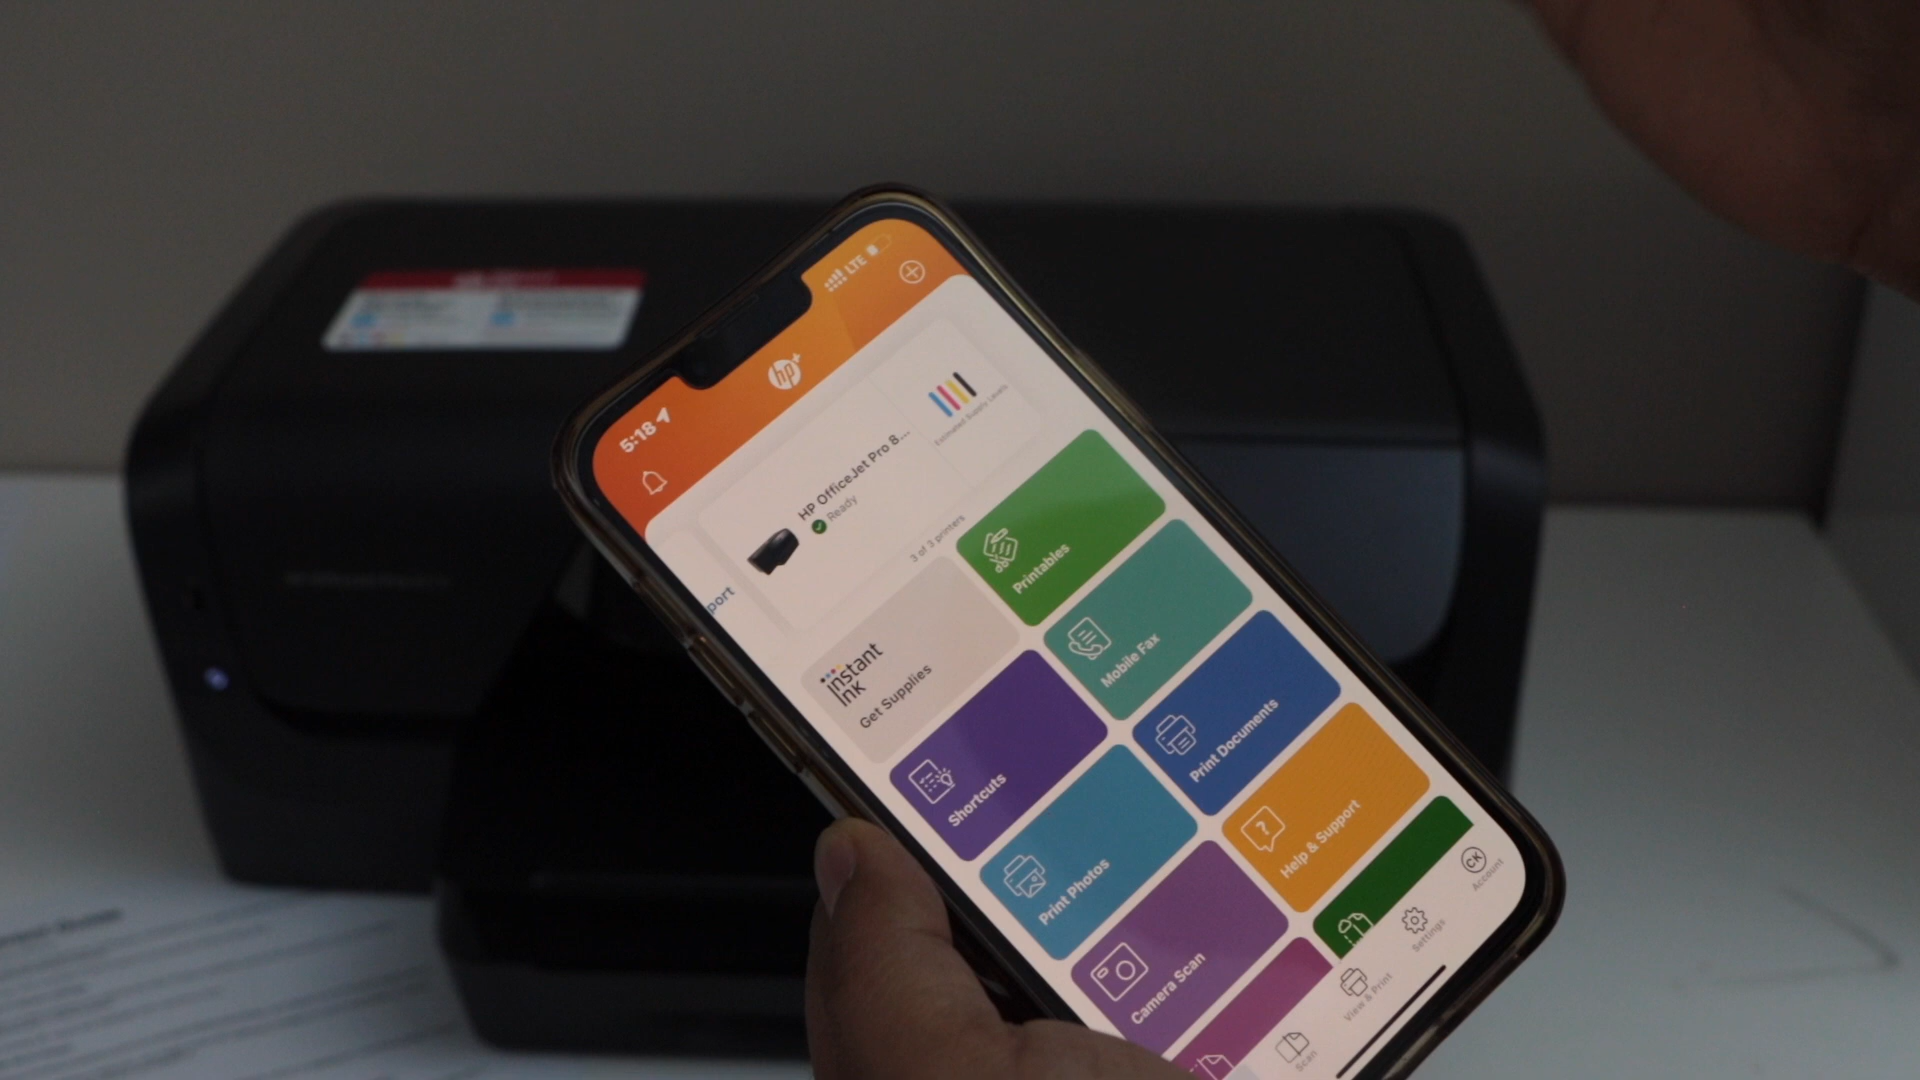 5:18
LTE
hp+
HP OfficeJet Pro 8...
Ready
Estimated Supply Levels
3 of 3 printers
port
Instant
Ink
Get Supplies
Printables
Shortcuts
Mobile Fax
Print Photos
Print Documents
Camera Scan
Help & Support
Scan
View & Print
Settings
CK
Account